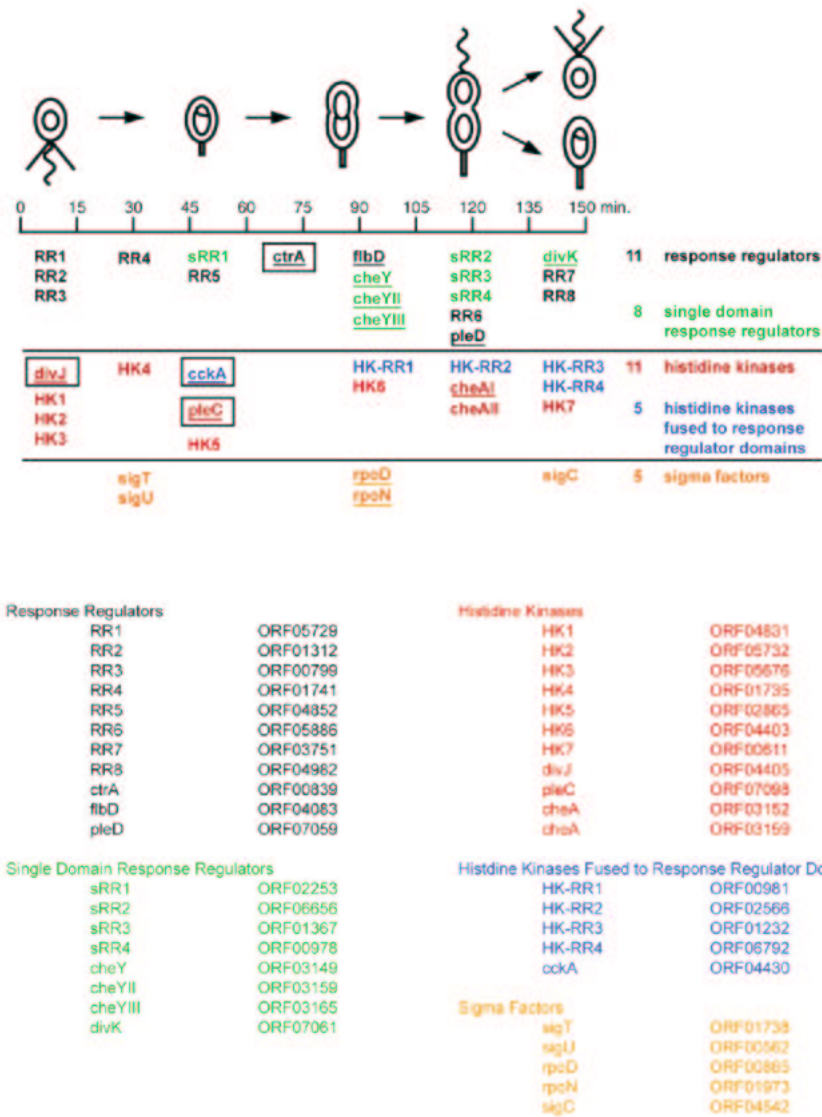 0 15 30 45 60 75 90 105 120 135 150 min.
RR1 RR4 sRR1 ctrA flbD sRR2 divK 11 response regulators
RR2 RR5 cheY sRR3 RR7
RR3 cheYII sRR4 RR8
cheYIII RR6 8 single domain
pleD response regulators
divJ HK4 cckA HK-RR1 HK-RR2 HK-RR3 11 histidine kinases
HK6 cheAI HK-RR4
HK1 pleC cheAII HK7 5 histidine kinases
HK2 fused to response
HK3 HK5 regulator domains
sigT rpoD sigC 5 sigma factors
sigU rpoN
Response Regulators
RR1 ORF05729
RR2 ORF01312
RR3 ORF00799
RR4 ORF01741
RR5 ORF04852
RR6 ORF05886
RR7 ORF03751
RR8 ORF04982
ctrA ORF00839
flbD ORF04083
pleD ORF07059
Single Domain Response Regulators
sRR1 ORF02253
sRR2 ORF06656
sRR3 ORF01367
sRR4 ORF00978
cheY ORF03149
cheYII ORF03159
cheYIII ORF03165
divK ORF07061
Histidine Kinases
HK1 ORF04831
HK2 ORF05732
HK3 ORF05676
HK4 ORF01735
HK5 ORF02865
HK6 ORF04403
HK7 ORF00611
divJ ORF04405
pleC ORF07098
cheA ORF03152
cheA ORF03159
Histdine Kinases Fused to Response Regulator Do
HK-RR1 ORF00981
HK-RR2 ORF02566
HK-RR3 ORF01232
HK-RR4 ORF06792
cckA ORF04430
Sigma Factors
sigT ORF01738
sigU ORF00562
rpoD ORF00865
rpoN ORF01973
sigC ORF04542